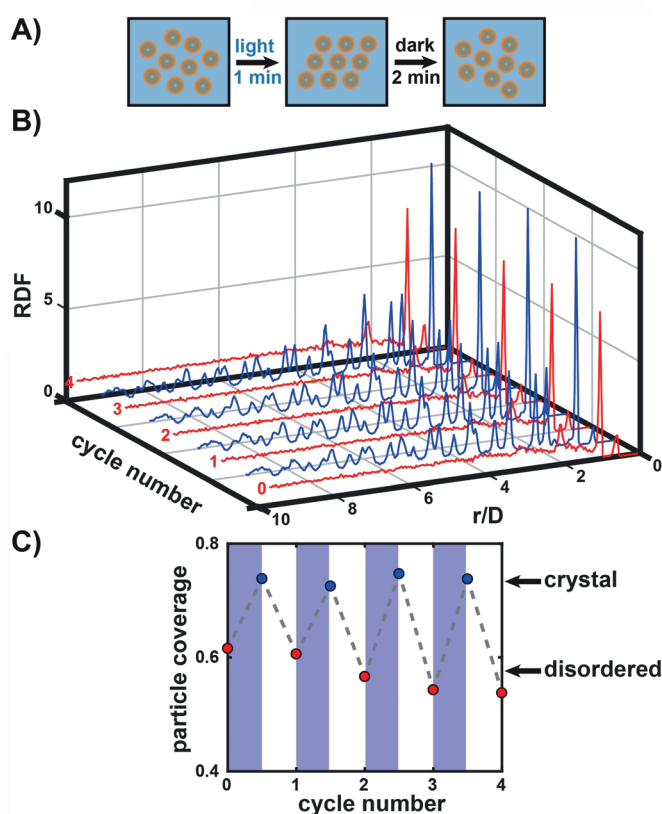 A)
light
1 min
dark
2 min
B)
10
5
0
RDF
4
3
2
1
0
cycle number
10
8
6
4
2
0
r/D
C)
0.8
0.6
0.4
particle coverage
crystal
disordered
0 1 2 3 4
cycle number